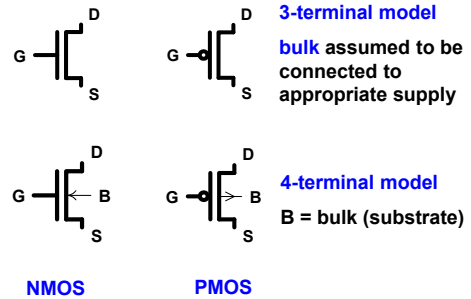 D
G
S
D
G
S
3-terminal model
bulk assumed to be
connected to
appropriate supply
D
G
B
S
D
G
B
S
4-terminal model
B = bulk (substrate)
NMOS
PMOS